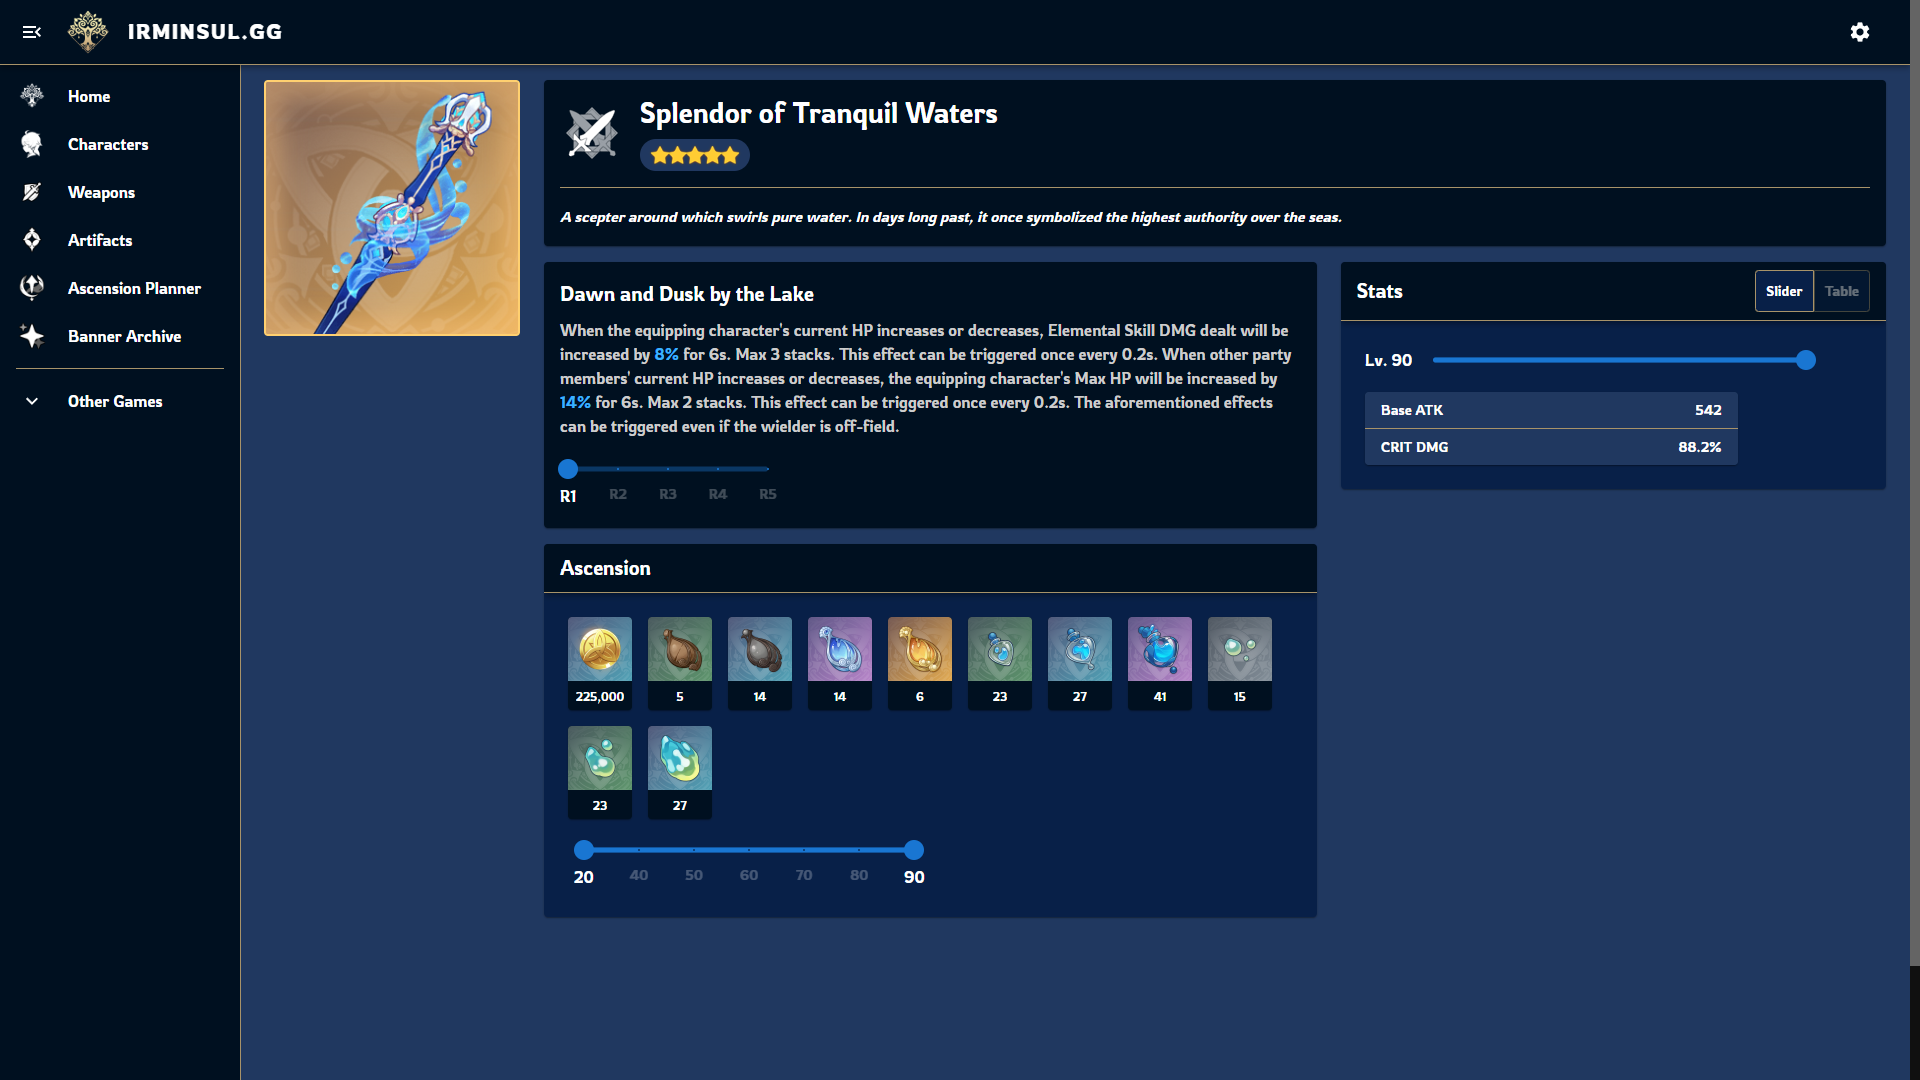 IRMINSUL.GG
Home
Characters
Weapons
Artifacts
Ascension Planner
Banner Archive
Other Games
Splendor of Tranquil Waters
A scepter around which swirls pure water. In days long past, it once symbolized the highest authority over the seas.
Dawn and Dusk by the Lake
When the equipping character's current HP increases or decreases, Elemental Skill DMG dealt will be
increased by 8% for 6s. Max 3 stacks. This effect can be triggered once every 0.2s. When other party
members' current HP increases or decreases, the equipping character's Max HP will be increased by
14% for 6s. Max 2 stacks. This effect can be triggered once every 0.2s. The aforementioned effects
can be triggered even if the wielder is off-field.
R1 R2 R3 R4 R5
Stats
Slider Table
Lv. 90
Base ATK 542
CRIT DMG 88.2%
Ascension
225,000 5 14 14 6 23 27 41 15
23 27
20 40 50 60 70 80 90